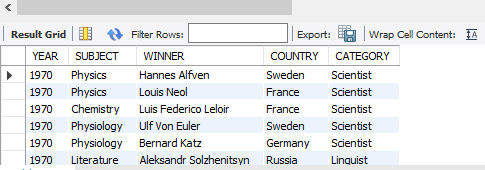 Result Grid Filter Rows: Export: Wrap Cell Content:
YEAR SUBJECT WINNER COUNTRY CATEGORY
1970 Physics Hannes Alfven Sweden Scientist
1970 Physics Louis Neol France Scientist
1970 Chemistry Luis Federico Leloir France Scientist
1970 Physiology Ulf Von Euler Sweden Scientist
1970 Physiology Bernard Katz Germany Scientist
1970 Literature Aleksandr Solzhenitsyn Russia Linguist